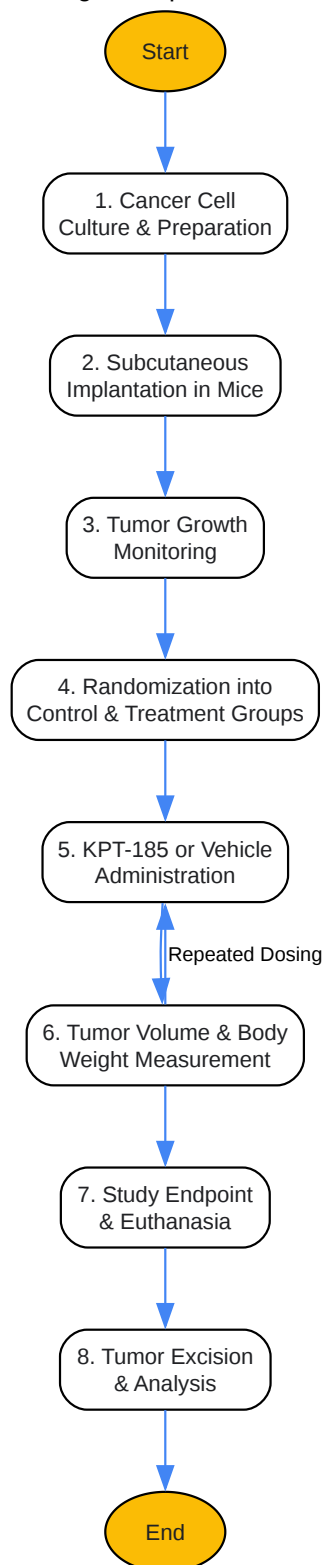 Start
1. Cancer Cell
Culture & Preparation
2. Subcutaneous
Implantation in Mice
3. Tumor Growth
Monitoring
4. Randomization into
Control & Treatment Groups
5. KPT-185 or Vehicle
Administration
Repeated Dosing
6. Tumor Volume & Body
Weight Measurement
7. Study Endpoint
& Euthanasia
8. Tumor Excision
& Analysis
End